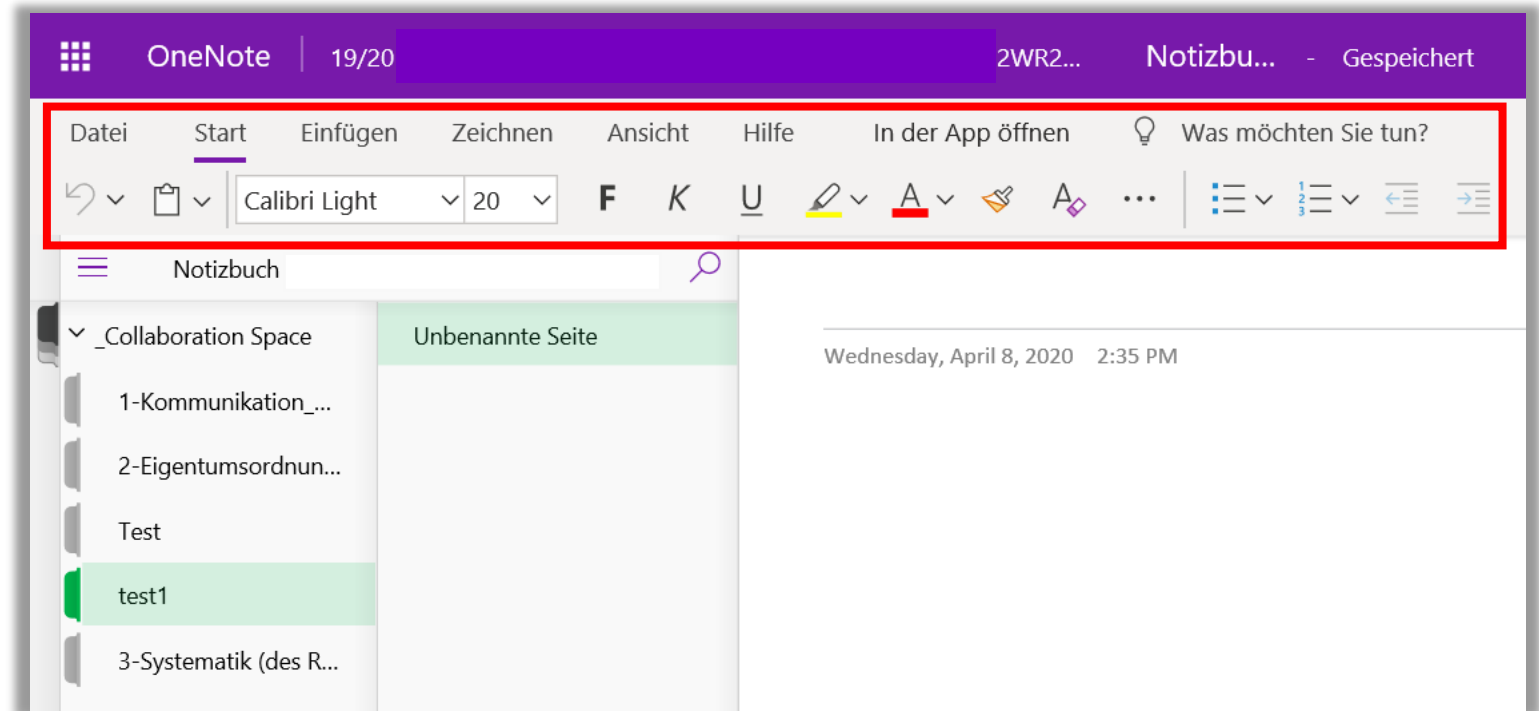 OneNote 19/20 2WR2... Notizbu... - Gespeichert
Datei Start Einfügen Zeichnen Ansicht Hilfe In der App öffnen Was möchten Sie tun?
Calibri Light 20 F K U A A ...
Notizbuch
_Collaboration Space
Unbenannte Seite
Wednesday, April 8, 2020 2:35 PM
1-Kommunikation_...
2-Eigentumsordnun...
Test
test1
3-Systematik (des R...